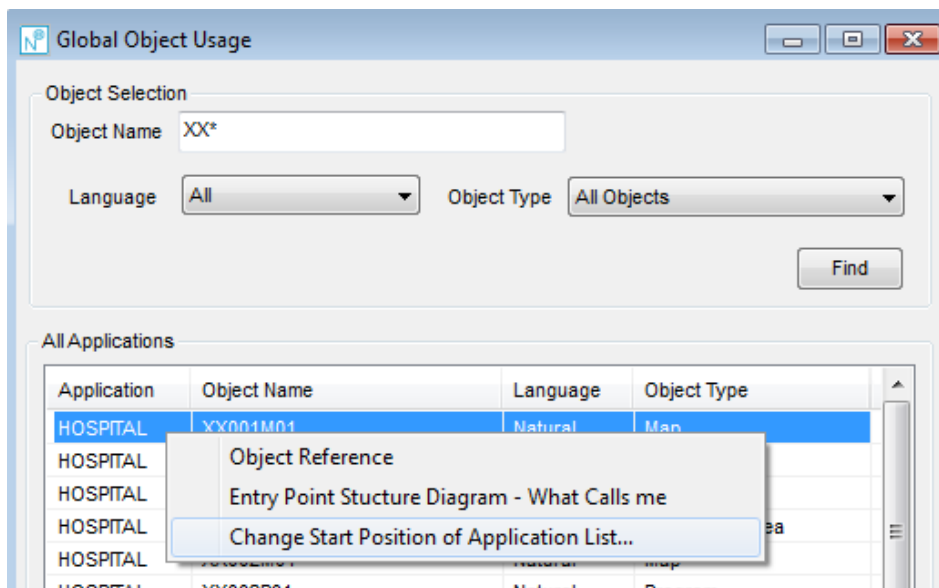 Global Object Usage
Object Selection
Object Name XX*
Language All Object Type All Objects
Find
All Applications
Application Object Name Language Object Type
HOSPITAL XX001M01 Natural Map
HOSPITAL
Object Reference
HOSPITAL
Entry Point Stucture Diagram - What Calls me
HOSPITAL
Change Start Position of Application List...
HOSPITAL